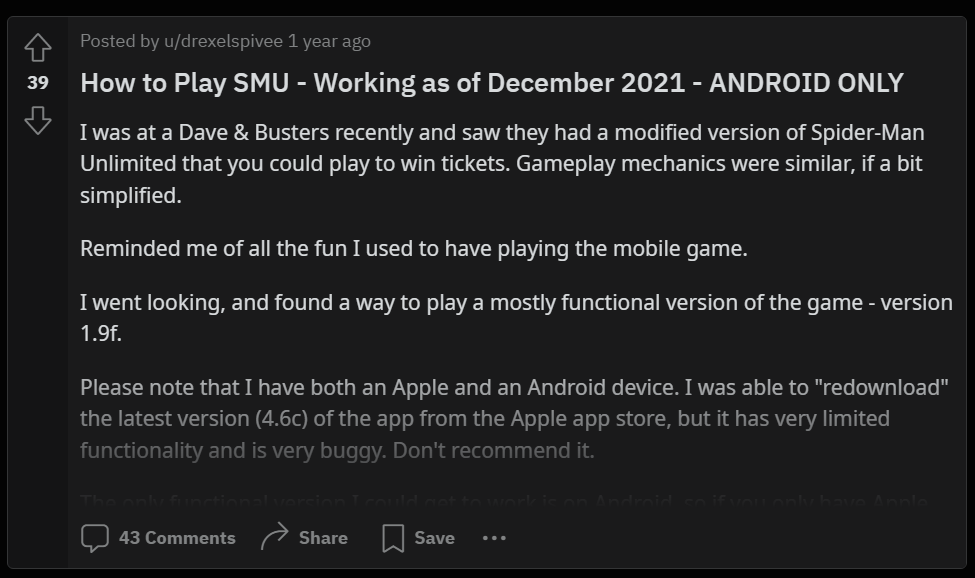 Posted by u/drexelspivee 1 year ago
39
How to Play SMU - Working as of December 2021 - ANDROID ONLY
I was at a Dave & Busters recently and saw they had a modified version of Spider-Man
Unlimited that you could play to win tickets. Gameplay mechanics were similar, if a bit
simplified.
Reminded me of all the fun I used to have playing the mobile game.
I went looking, and found a way to play a mostly functional version of the game - version
1.9f.
Please note that I have both an Apple and an Android device. I was able to "redownload"
the latest version (4.6c) of the app from the Apple app store, but it has very limited
functionality and is very buggy. Don't recommend it.
The only functional version I could get to work is on Android, so if you only have Apple
43 Comments Share Save